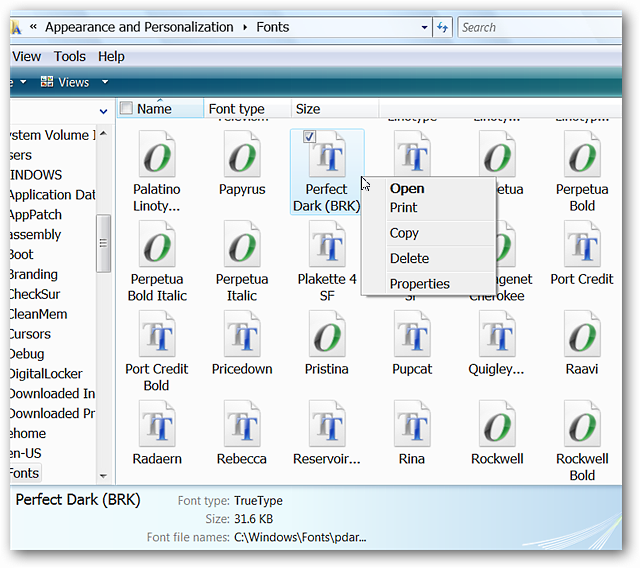 « Appearance and Personalization ▸ Fonts Search
View Tools Help
e Views
Name Font type Size
ystem Volume I
sers
INDOWS
Application Dat
AppPatch
assembly
Boot
Branding
CheckSur
CleanMem
Cursors
Debug
DigitalLocker
Downloaded In
Downloaded Pr
ehome
en-US
Fonts
Palatino
Linoty...
Papyrus
Perfect
Dark (BRK)
Perpetua
Bold
Open
Print
Copy
Delete
Properties
Perpetua
Bold Italic
Perpetua
Italic
Plakette 4
SF
SF
Cherokee
Port Credit
Port Credit
Bold
Pricedown
Pristina
Pupcat
Quigley...
Raavi
Radaern
Rebecca
Reservoir...
Rina
Rockwell
Rockwell
Bold
Perfect Dark (BRK)
Font type: TrueType
Size: 31.6 KB
Font file names: C:\Windows\Fonts\pdar...